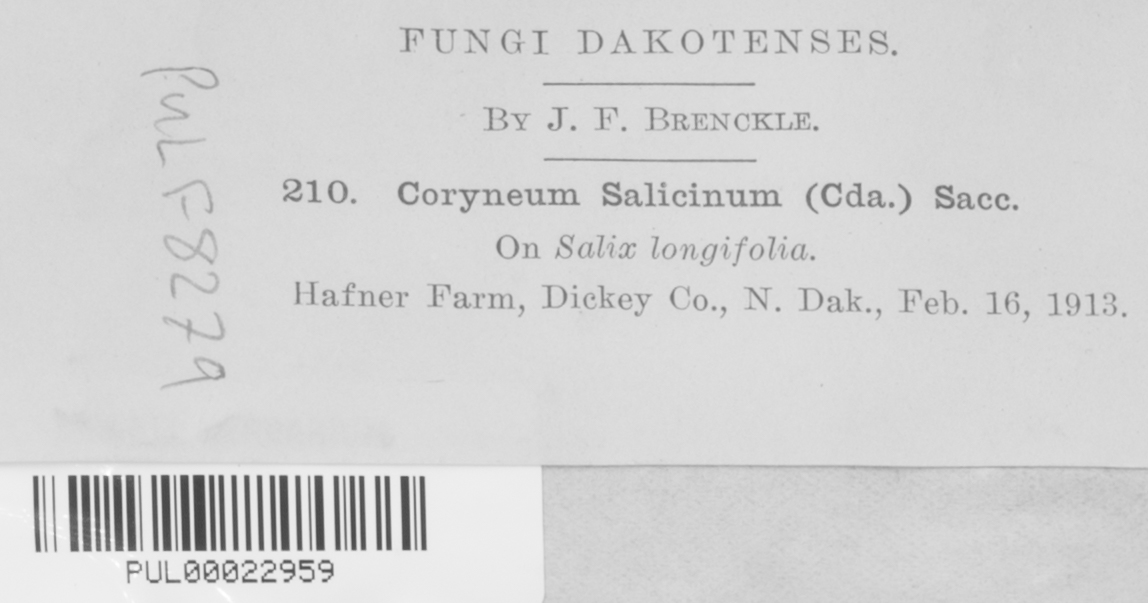 FUNGI DAKOTENSES.
By J. F. Brenckle.
210. Coryneum Salicinum (Cda.) Sacc.
On Salix longifolia.
Hafner Farm, Dickey Co., N. Dak., Feb. 16, 1913.
PUL F8279
PUL00022959